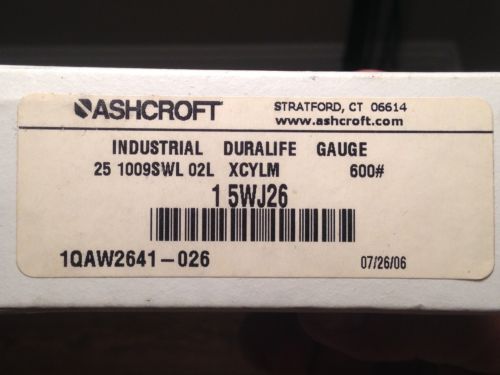 ASHCROFT STRATFORD, CT 06614
www.ashcroft.com
INDUSTRIAL DURALIFE GAUGE
25 1009SWL 02L XCYLM 600#
1 5WJ26
1QAW2641-026 07/26/06